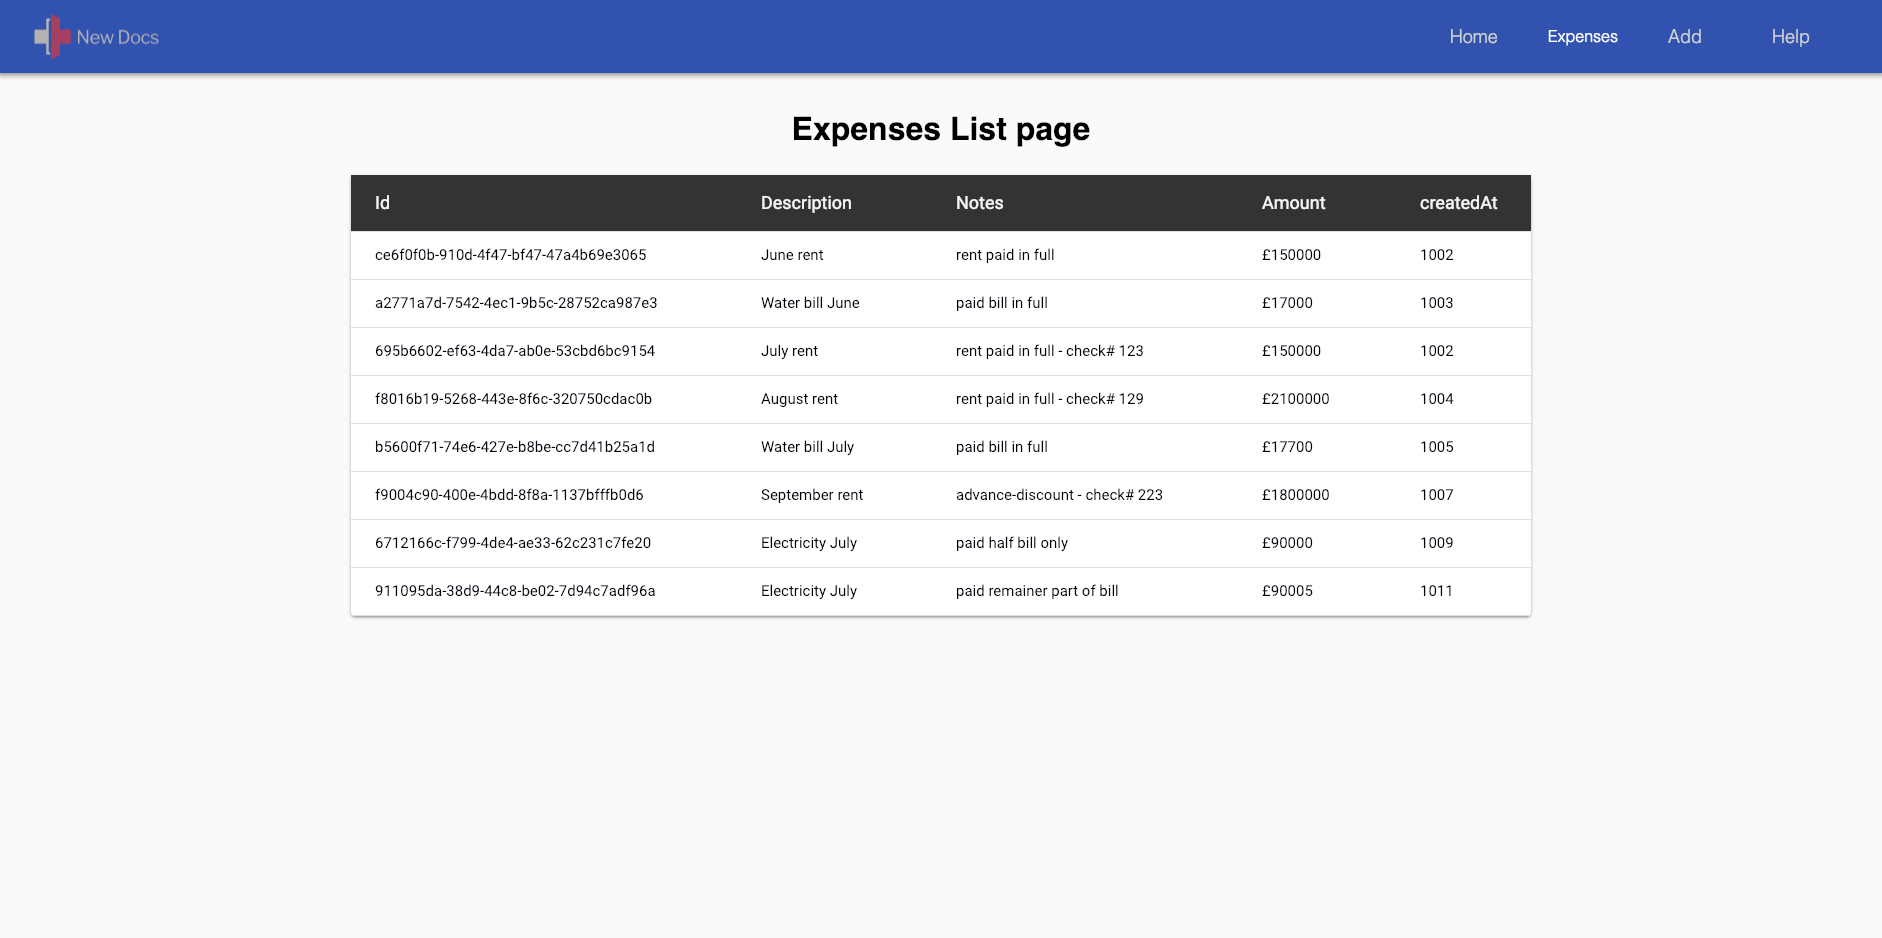 New Docs Home Expenses Add Help
Expenses List page
Id Description Notes Amount createdAt
ce6f0f0b-910d-4f47-bf47-47a4b69e3065 June rent rent paid in full £150000 1002
a2771a7d-7542-4ec1-9b5c-28752ca987e3 Water bill June paid bill in full £17000 1003
695b6602-ef63-4da7-ab0e-53cbd6bc9154 July rent rent paid in full - check# 123 £150000 1002
f8016b19-5268-443e-8f6c-320750cdac0b August rent rent paid in full - check# 129 £2100000 1004
b5600f71-74e6-427e-b8be-cc7d41b25a1d Water bill July paid bill in full £17700 1005
f9004c90-400e-4bdd-8f8a-1137bfffb0d6 September rent advance-discount - check# 223 £1800000 1007
6712166c-f799-4de4-ae33-62c231c7fe20 Electricity July paid half bill only £90000 1009
911095da-38d9-44c8-be02-7d94c7adf96a Electricity July paid remainer part of bill £90005 1011